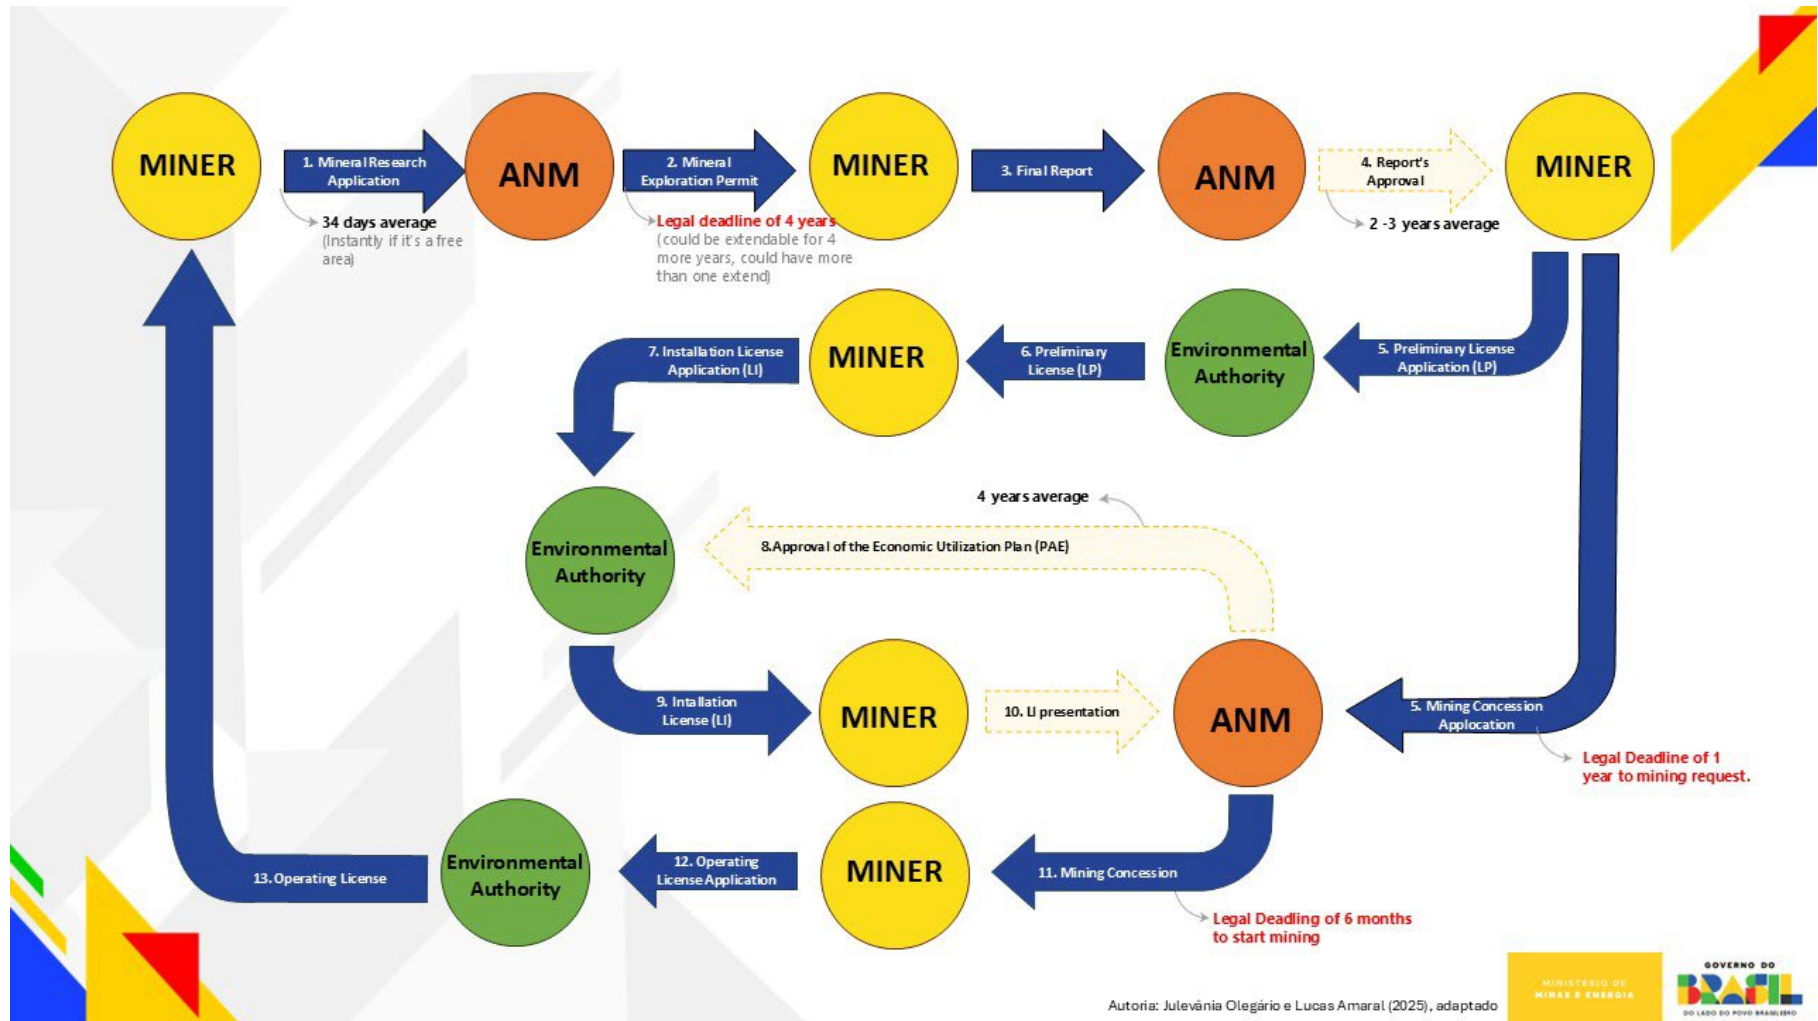 MINER
1. Mineral Research
Application
34 days average
(Instantly if it's a free
area)
ANM
2. Mineral
Exploration Permit
Legal deadline of 4 years
(could be extendable for 4
more years, could have more
than one extend)
MINER
3. Final Report
ANM
4. Report's
Approval
2 -3 years average
MINER
5. Preliminary License
Application (LP)
Environmental
Authority
6. Preliminary
License (LP)
MINER
7. Installation License
Application (LI)
Environmental
Authority
4 years average
8.Approval of the Economic Utilization Plan (PAE)
9. Intallation
License (LI)
MINER
10. LI presentation
ANM
5. Mining Concession
Applocation
Legal Deadline of 1
year to mining request.
11. Mining Concession
Legal Deadling of 6 months
to start mining
MINER
12. Operating
License Application
Environmental
Authority
13. Operating License
Autoria: Julevânia Olegário e Lucas Amaral (2025), adaptado
MINISTÉRIO DE
MINAS E ENERGIA
GOVERNO DO
BRASIL
DO LADO DO POVO BRASILEIRO